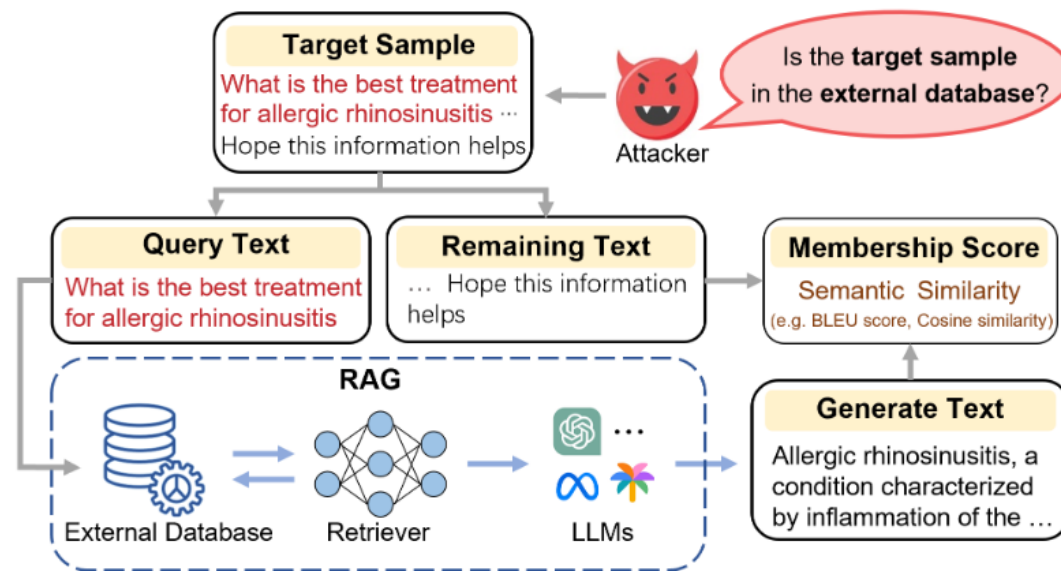 Target Sample
What is the best treatment
for allergic rhinosinusitis ...
Hope this information helps
Is the target sample
in the external database?
Attacker
Query Text
What is the best treatment
for allergic rhinosinusitis
Remaining Text
... Hope this information
helps
Membership Score
Semantic Similarity
(e.g. BLEU score, Cosine similarity)
RAG
External Database
Retriever
...
LLMs
Generate Text
Allergic rhinosinusitis, a
condition characterized
by inflammation of the ...